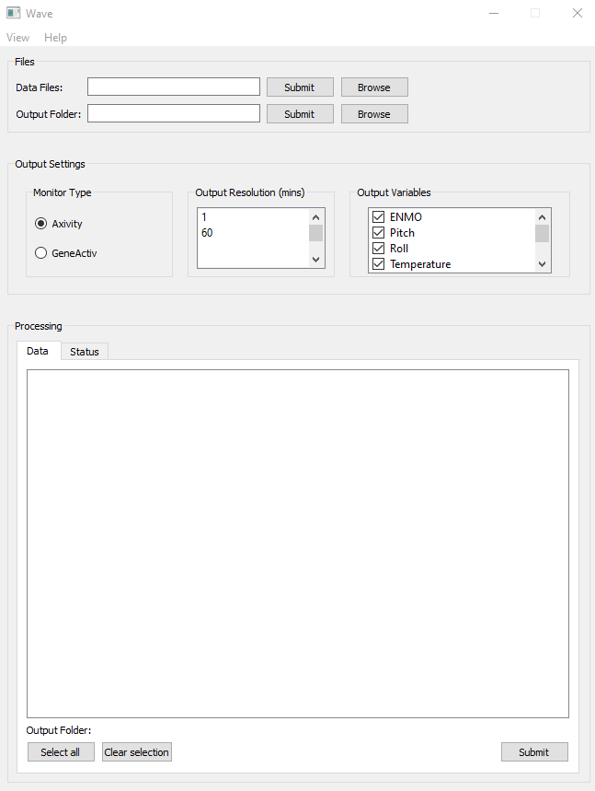 Wave
View Help
Files
Data Files: Submit Browse
Output Folder: Submit Browse
Output Settings
Monitor Type
Axivity
GeneActiv
Output Resolution (mins)
1
60
Output Variables
ENMO
Pitch
Roll
Temperature
Processing
Data Status
Output Folder:
Select all Clear selection Submit